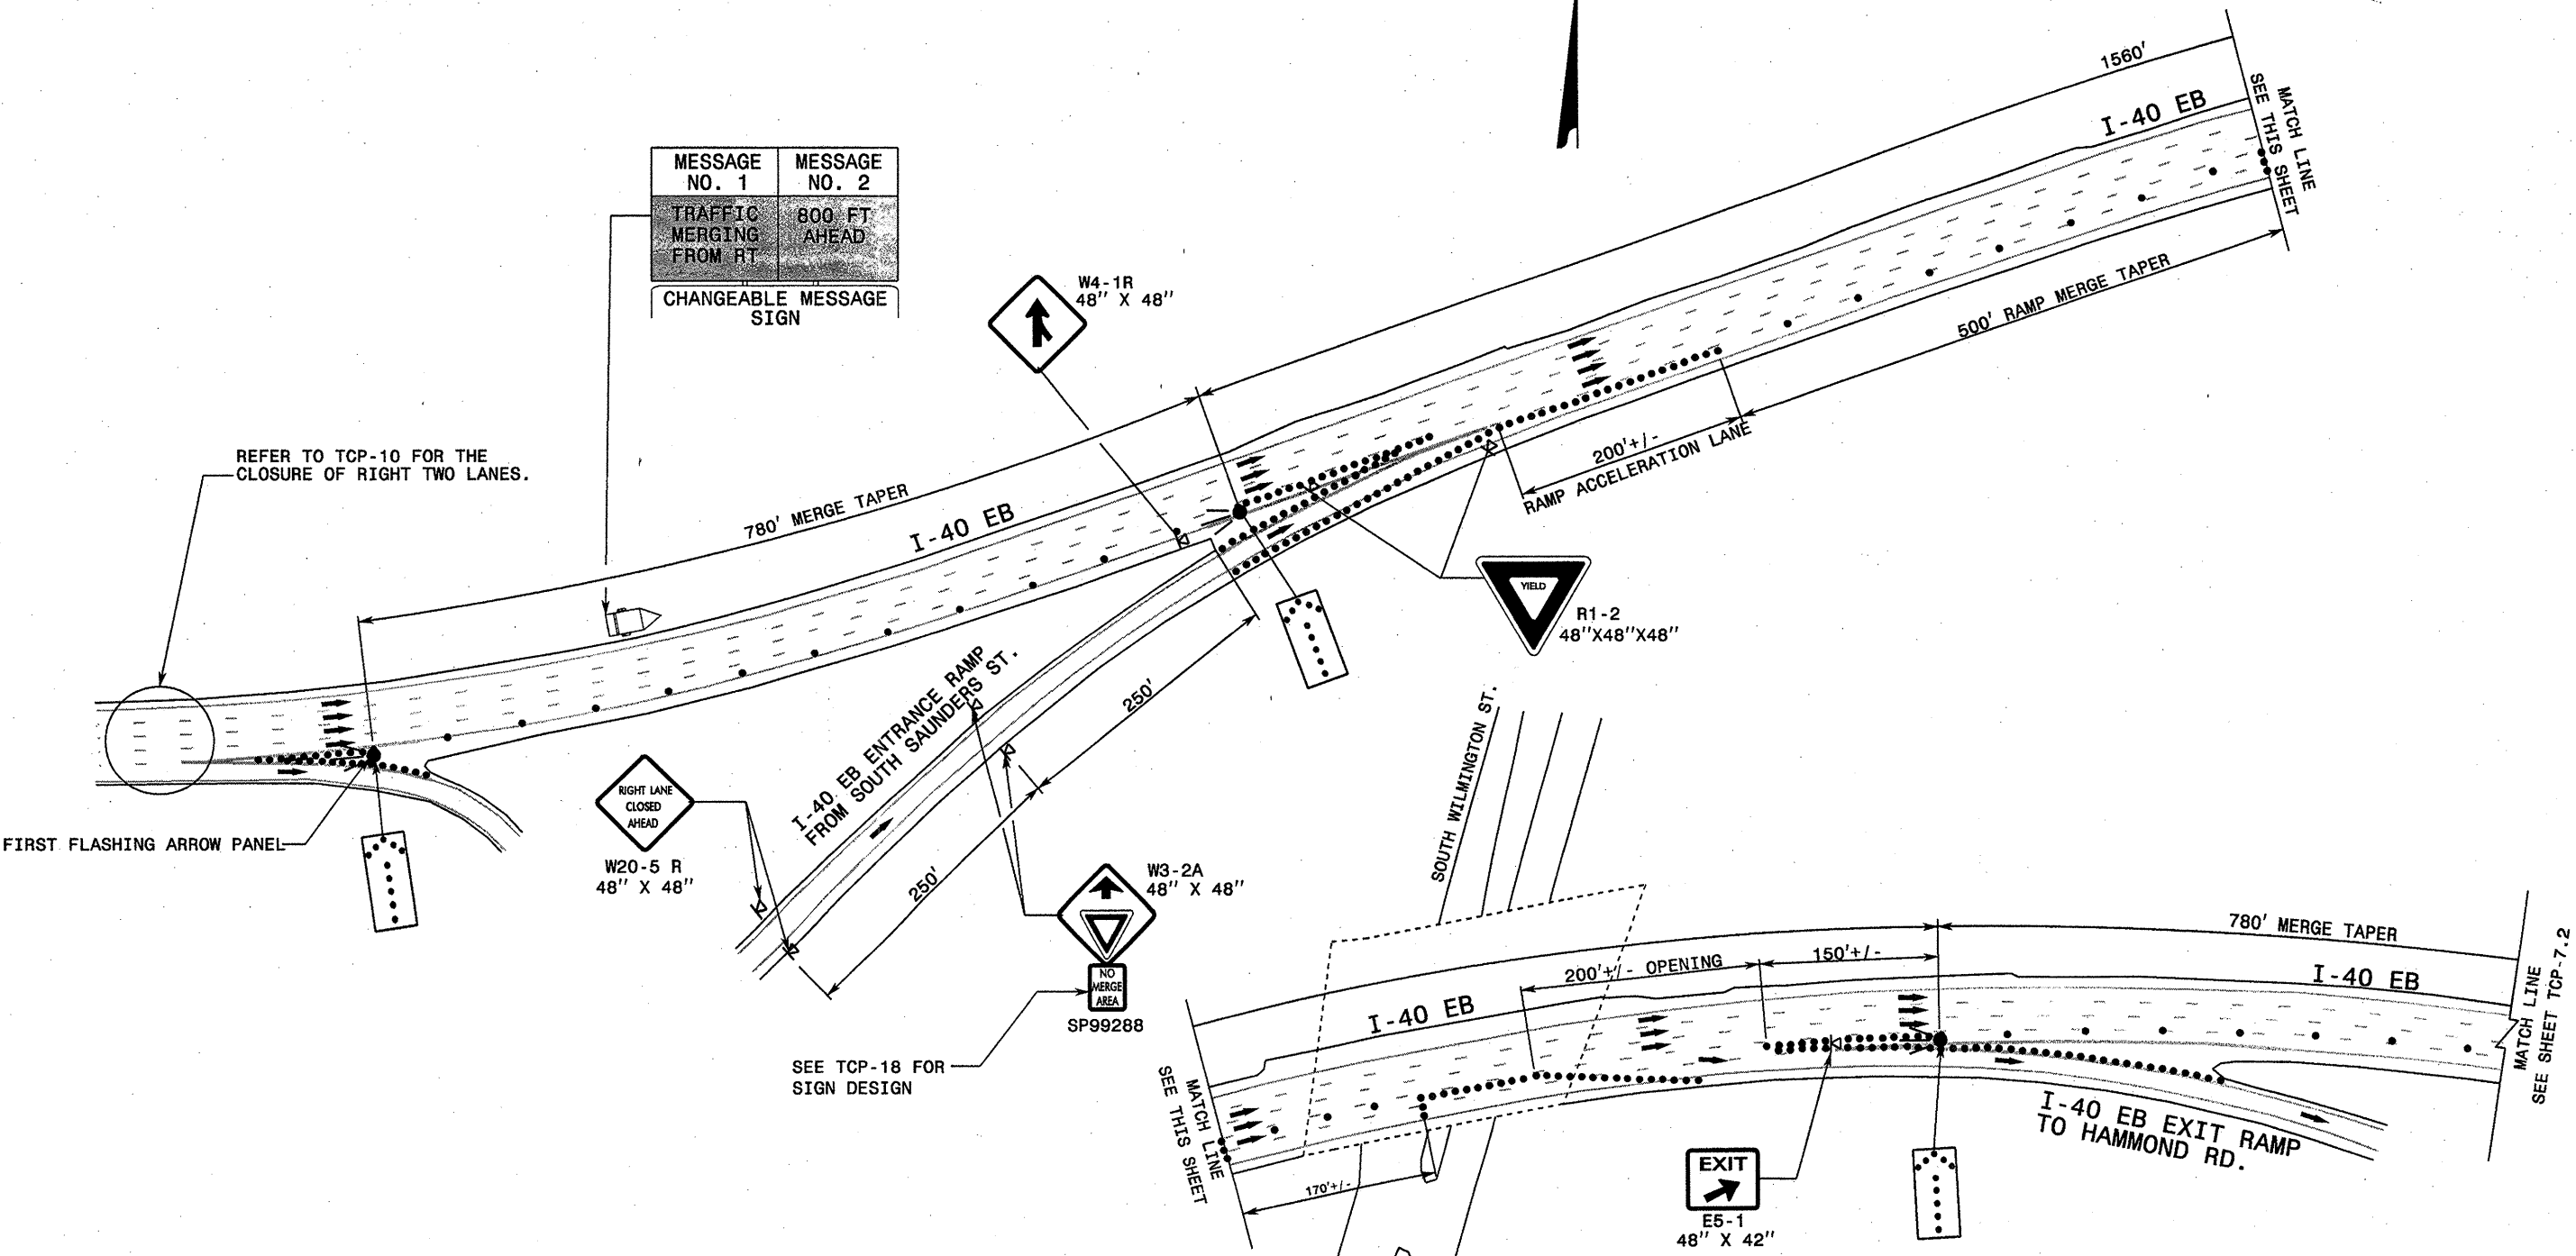 1560'
I-40 EB
MATCH LINE
SEE THIS SHEET
MESSAGE
NO. 1
MESSAGE
NO. 2
TRAFFIC
MERGING
FROM RT
800 FT
AHEAD
CHANGEABLE MESSAGE
SIGN
W4-1R
48" X 48"
500' RAMP MERGE TAPER
200'+/-
RAMP ACCELERATION LANE
REFER TO TCP-10 FOR THE
CLOSURE OF RIGHT TWO LANES.
780' MERGE TAPER
I-40 EB
YIELD
R1-2
48"X48"X48"
I-40 EB ENTRANCE RAMP
FROM SOUTH SAUNDERS ST.
250'
250'
FIRST FLASHING ARROW PANEL
RIGHT LANE
CLOSED
AHEAD
W20-5 R
48" X 48"
W3-2A
48" X 48"
NO
MERGE
AREA
SP99288
SEE TCP-18 FOR
SIGN DESIGN
SOUTH WILMINGTON ST.
780' MERGE TAPER
200'+/- OPENING
150'+/-
I-40 EB
I-40 EB
MATCH LINE
SEE SHEET TCP-7.2
MATCH LINE
SEE THIS SHEET
170'+/-
I-40 EB EXIT RAMP
TO HAMMOND RD.
EXIT
E5-1
48" X 42"